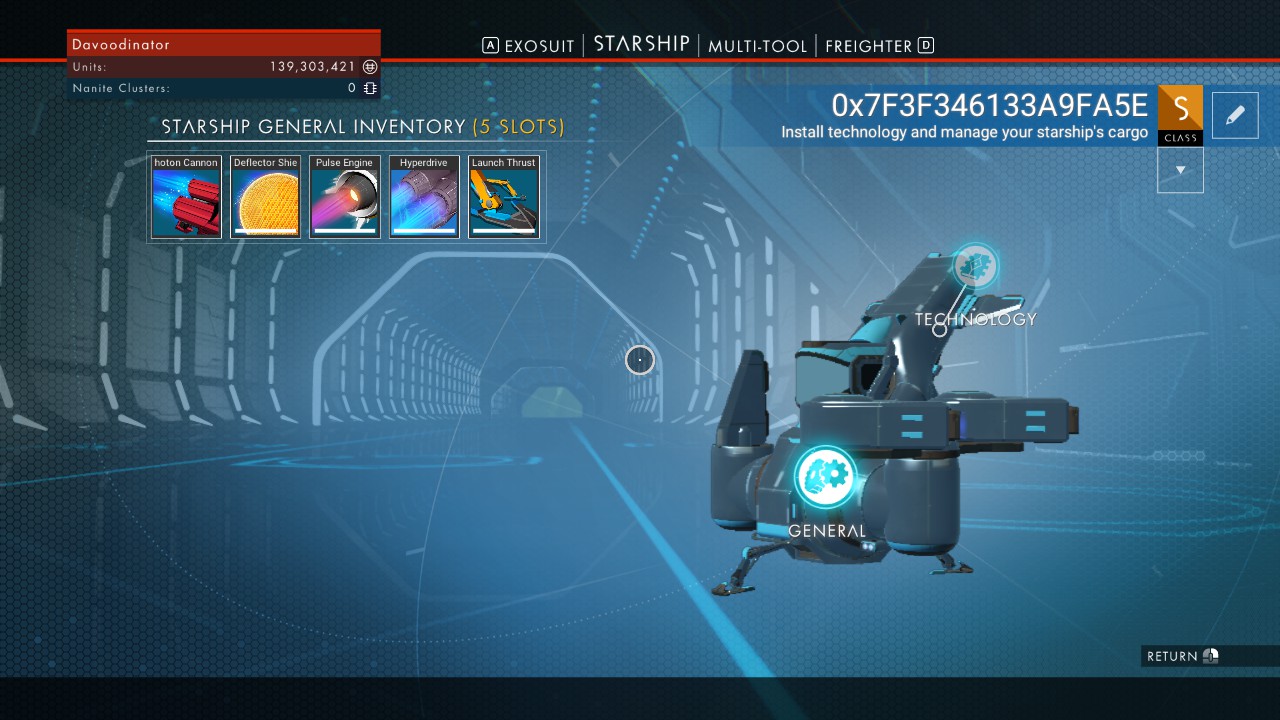 Davoodinator
Units: 139,303,421
Nanite Clusters: 0
A EXOSUIT STARSHIP MULTI-TOOL FREIGHTER D
0x7F3F346133A9FA5E
Install technology and manage your starship's cargo
S
CLASS
STARSHIP GENERAL INVENTORY (5 SLOTS)
hoton Cannon Deflector Shie Pulse Engine Hyperdrive Launch Thrust
TECHNOLOGY
GENERAL
RETURN